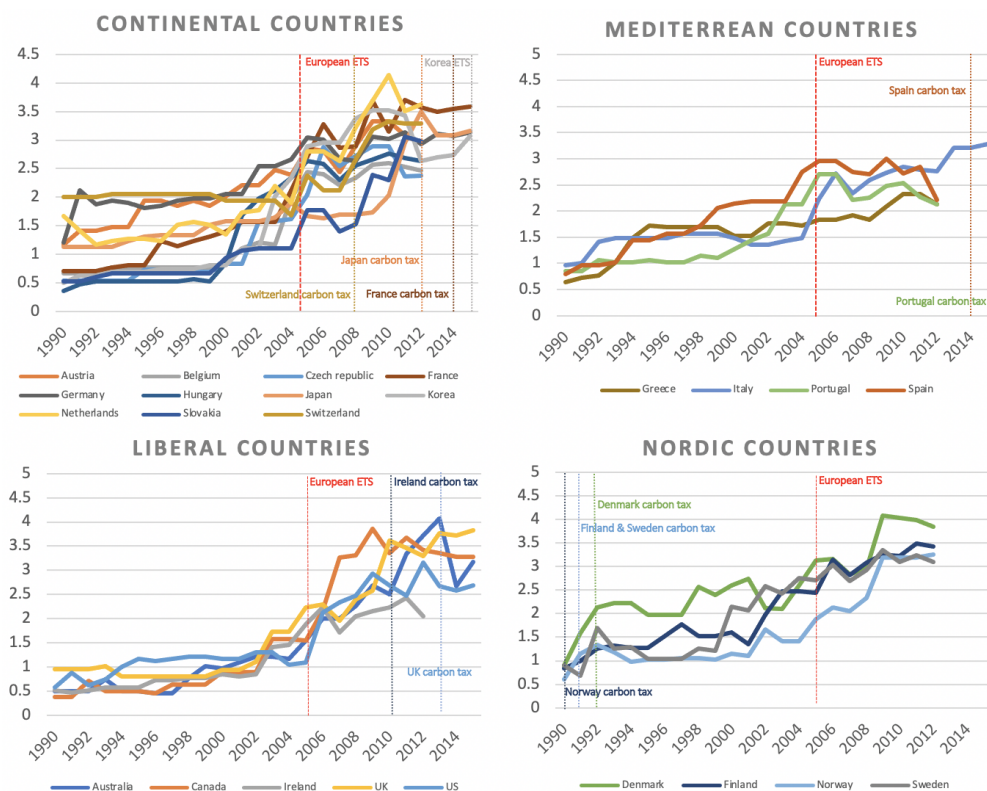 CONTINENTAL COUNTRIES
4.5
4
3.5
3
2.5
2
1.5
1
0.5
0
European ETS
Korea ETS
Japan carbon tax
Switzerland carbon tax
France carbon tax
1990
1992
1994
1996
1998
2000
2002
2004
2006
2008
2010
2012
2014
Austria
Belgium
Czech republic
France
Germany
Hungary
Japan
Korea
Netherlands
Slovakia
Switzerland
MEDITERREAN COUNTRIES
5
4.5
4
3.5
3
2.5
2
1.5
1
0.5
0
European ETS
Spain carbon tax
Portugal carbon tax
1990
1992
1994
1996
1998
2000
2002
2004
2006
2008
2010
2012
2014
Greece
Italy
Portugal
Spain
LIBERAL COUNTRIES
5
4.5
4
3.5
3
2.5
2
1.5
1
0.5
0
European ETS
Ireland carbon tax
UK carbon tax
1990
1992
1994
1996
1998
2000
2002
2004
2006
2008
2010
2012
2014
Australia
Canada
Ireland
UK
US
NORDIC COUNTRIES
5
4.5
4
3.5
3
2.5
2
1.5
1
0.5
0
European ETS
Denmark carbon tax
Finland & Sweden carbon tax
Norway carbon tax
1990
1992
1994
1996
1998
2000
2002
2004
2006
2008
2010
2012
2014
Denmark
Finland
Norway
Sweden